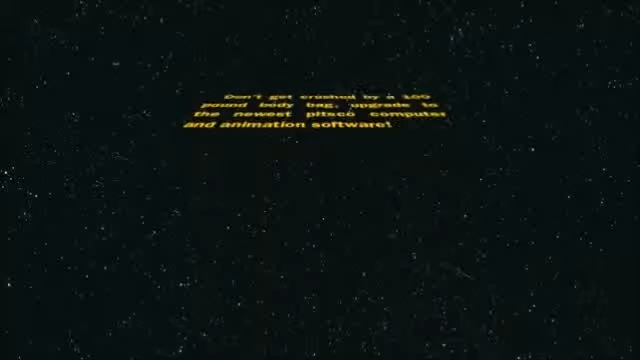 Don't get crushed by a 100
pound body bag, upgrade to
the newest pitsco computer
and animation software!